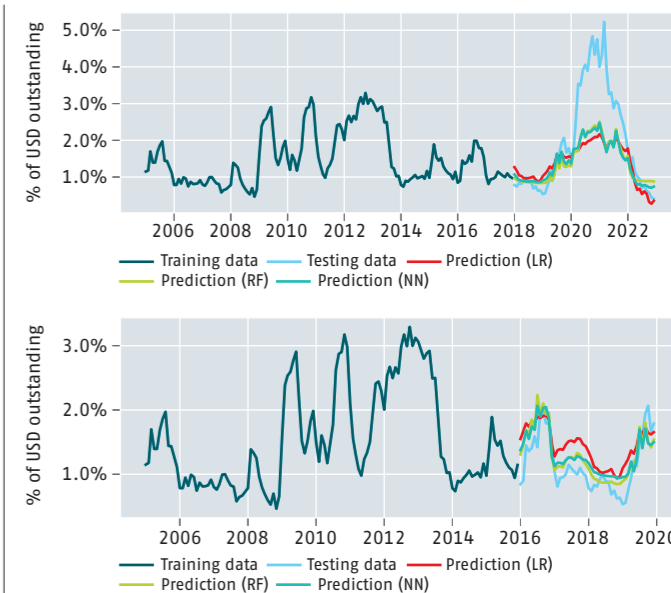 % of USD outstanding
5.0%
4.0%
3.0%
2.0%
1.0%
2006 2008 2010 2012 2014 2016 2018 2020 2022
Training data Testing data Prediction (LR)
Prediction (RF) Prediction (NN)
% of USD outstanding
3.0%
2.0%
1.0%
2006 2008 2010 2012 2014 2016 2018 2020
Training data Testing data Prediction (LR)
Prediction (RF) Prediction (NN)